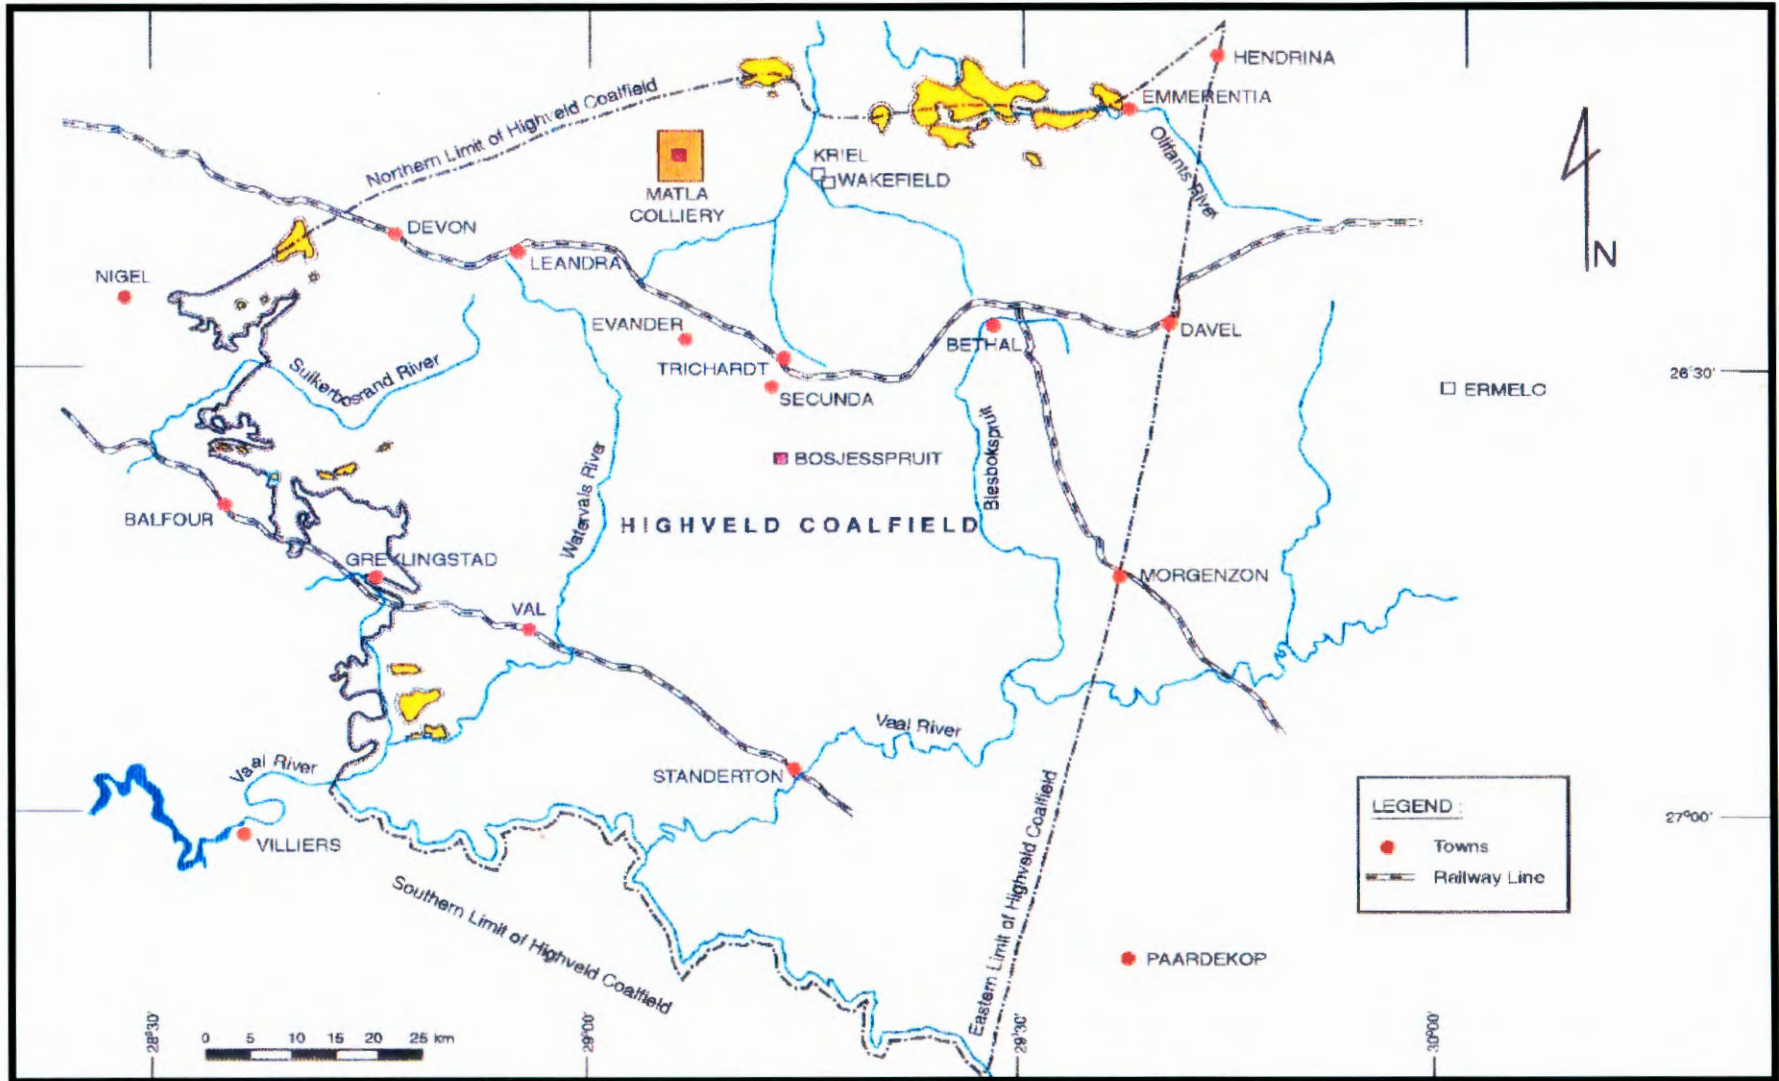 HENDRINA
EMMERENTIA
Northern Limit of Highveld Coalfield
Olifants River
KRIEL
WAKEFIELD
MATLA
COLLIERY
DEVON
LEANDRA
NIGEL
EVANDER
TRICHARDT
SECUNDA
BETHAL
DAVEL
Suikerbosrand River
26°30'
ERMELO
BOSJESSPRUIT
Watervals River
Blesbokspruit
HIGHVELD COALFIELD
BALFOUR
GREYLINGSTAD
MORGENZON
VAL
Vaal River
Vaal River
STANDERTON
VILLIERS
27°00'
LEGEND :
Towns
Railway Line
Southern Limit of Highveld Coalfield
Eastern Limit of Highveld Coalfield
PAARDEKOP
N
0 5 10 15 20 25 km
28°30'
29°00'
29°30'
30°00'